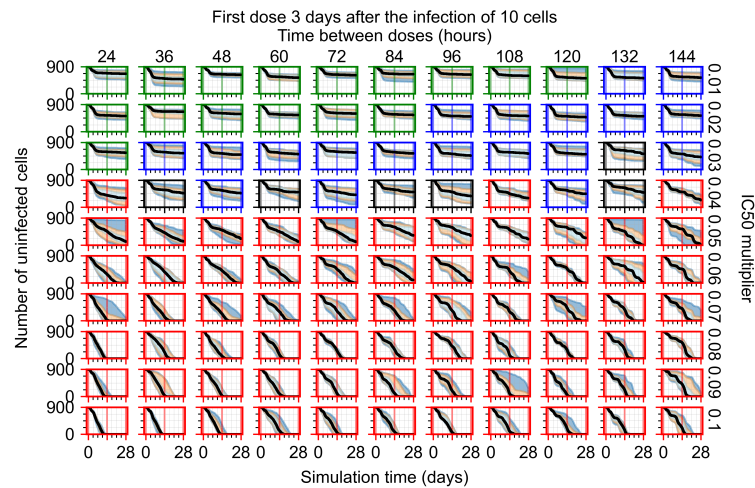 First dose 3 days after the infection of 10 cells
Time between doses (hours)
24 36 48 60 72 84 96 108 120 132 144
900 0 0.01
900 0 0.02
900 0 0.03
900 0 0.04
900 0 0.05
900 0 0.06
900 0 0.07
900 0 0.08
900 0 0.09
900 0 0.1
Number of uninfected cells
IC50 multiplier
0 28 0 28 0 28 0 28 0 28 0 28 0 28 0 28 0 28 0 28 0 28
Simulation time (days)